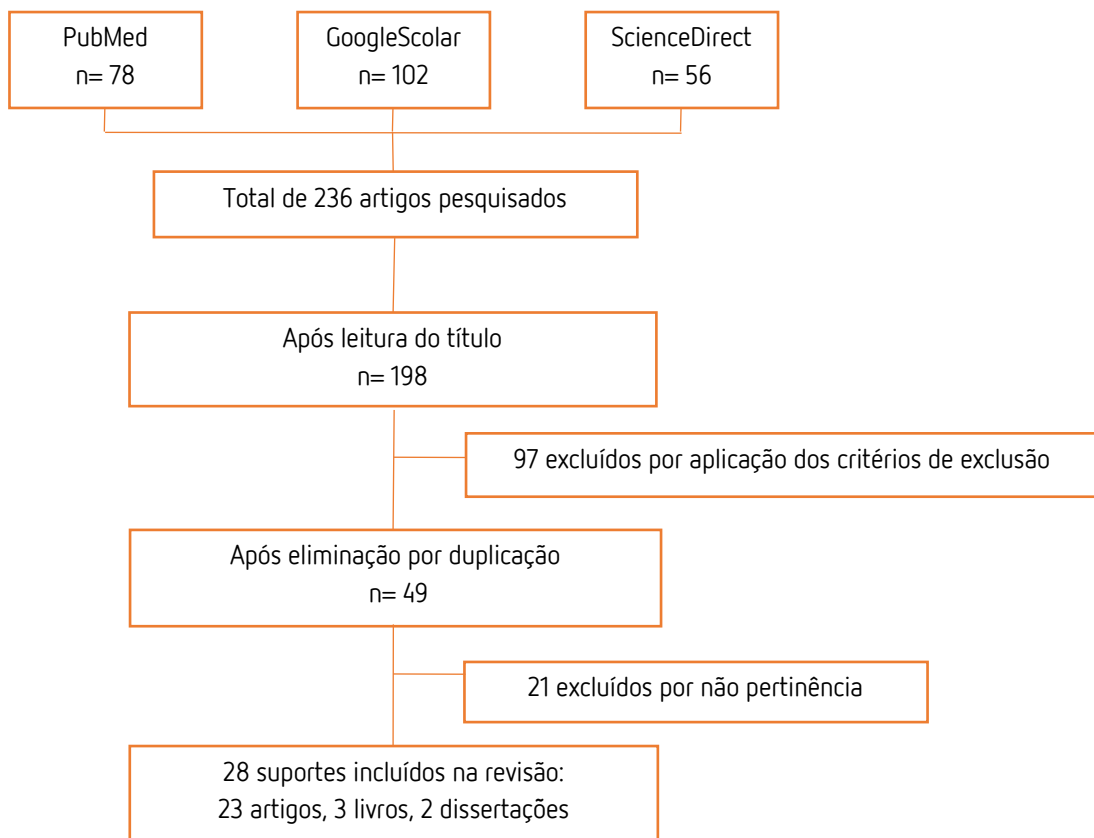 PubMed
n= 78
GoogleScolar
n= 102
ScienceDirect
n= 56
Total de 236 artigos pesquisados
Após leitura do título
n= 198
97 excluídos por aplicação dos critérios de exclusão
Após eliminação por duplicação
n= 49
21 excluídos por não pertinência
28 suportes incluídos na revisão:
23 artigos, 3 livros, 2 dissertações